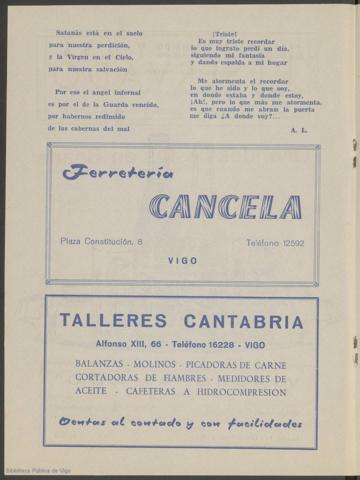 Satanás está en el suelo
para nuestra perdición,
y la Virgen en el Cielo,
para nuestra salvación
Por eso el angel infernal
es por el de la Guarda vencido,
por habernos redimido
de las cabernas del mal
¡Triste!
Es muy triste recordar
lo que ingrato perdí un día,
siguiendo mi fantasía
y dando espalda a mi hogar
Me atormenta el recordar
lo que he sido y lo que soy,
en donde estaba y donde estoy,
¡Ah!, pero lo que más me atormenta,
es que cuando me abran la puerta
me diga ¿A donde voy?...
A. L.
Ferretería
CANCELA
Plaza Constitución, 8
Teléfono 12592
VIGO
TALLERES CANTABRIA
Alfonso XIII, 66 - Teléfono 16228 - VIGO
BALANZAS - MOLINOS - PICADORAS DE CARNE
CORTADORAS DE FIAMBRES - MEDIDORES DE
ACEITE - CAFETERAS A HIDROCOMPRESIÓN
Ventas al contado y con facilidades
Biblioteca Pública de Vigo